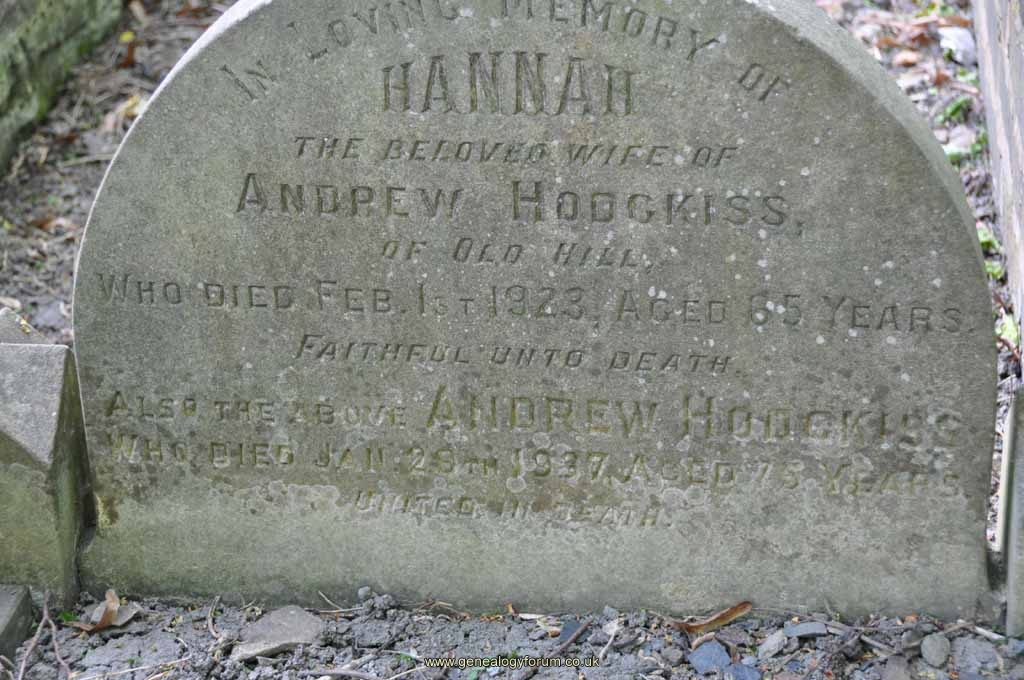 In Loving Memory of
HANNAH
THE BELOVED WIFE OF
ANDREW HODGKISS,
OF OLD HILL,
WHO DIED FEB. 1ST 1923, AGED 65 YEARS.
FAITHFUL UNTO DEATH
ALSO THE ABOVE ANDREW HODGKISS
WHO DIED JAN. 29TH 1937, AGED 75 YEARS
UNITED IN DEATH.
www.genealogyforum.co.uk